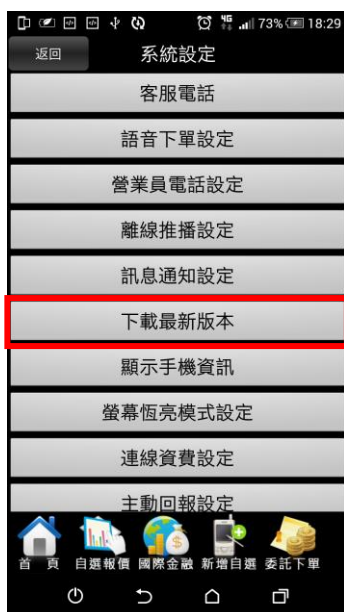 4G 73% 18:29
返回 系統設定
客服電話
語音下單設定
營業員電話設定
離線推播設定
訊息通知設定
下載最新版本
顯示手機資訊
螢幕恆亮模式設定
連線資費設定
主動回報設定
首頁 自選報價 國際金融 新增自選 委託下單